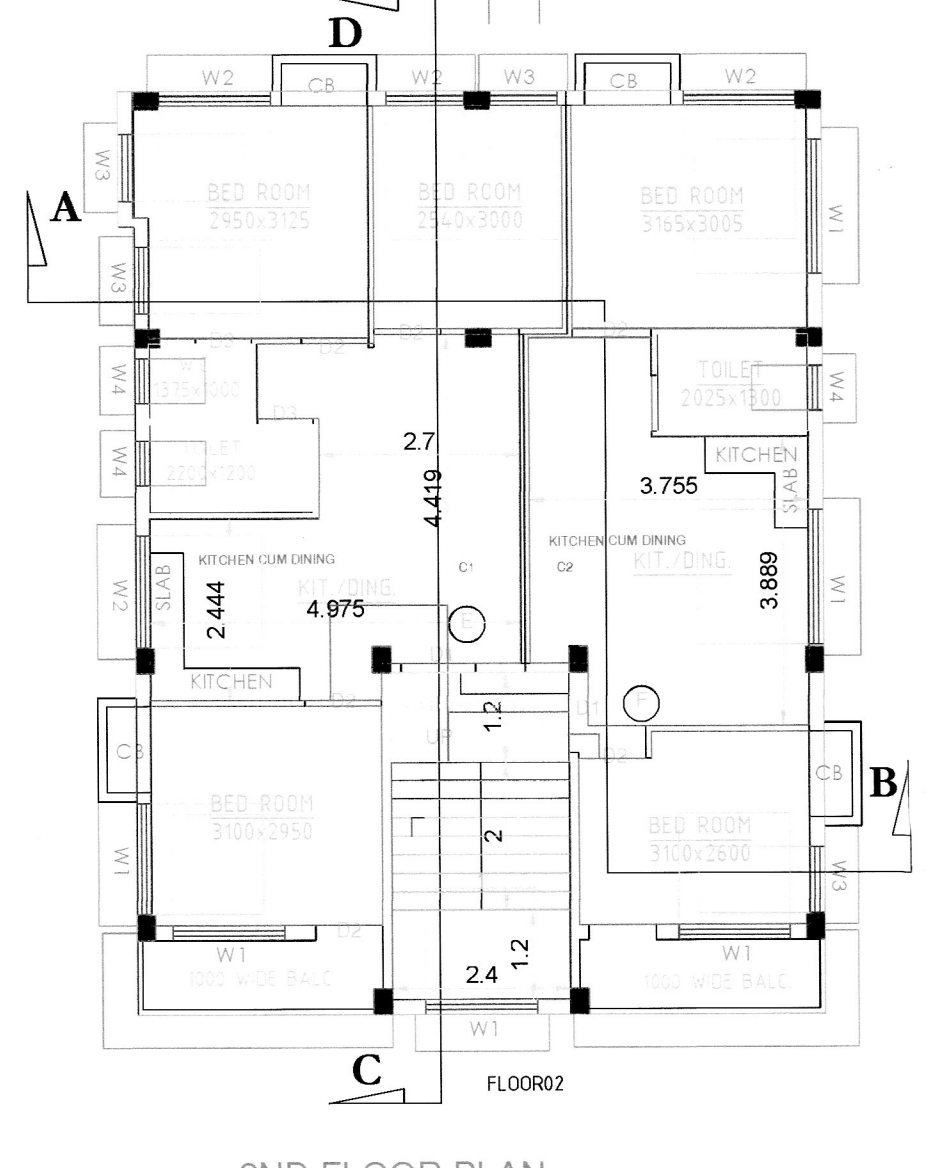 D
W2
CB
W2
W3
CB
W2
W3
BED ROOM
2950x3125
BED ROOM
2540x3000
BED ROOM
3165x3005
W1
A
W3
D2
D2
D2
W4
1375x1000
TOILET
2025x1300
W4
D3
W4
TOILET
2200x1200
2.7
4.419
3.755
KITCHEN
SLAB
KITCHEN CUM DINING
KIT./DING.
C1
KITCHEN CUM DINING
KIT./DING.
C2
W2
SLAB
2.444
4.975
E
3.889
W1
KITCHEN
D2
1.2
UP
D1
F
D2
CB
BED ROOM
3100x2950
W1
2
BED ROOM
3100x2600
CB
B
W3
D2
W1
1000 WIDE BALC
1.2
2.4
W1
W1
1000 WIDE BALC
C
FLOOR02
2ND FLOOR PLAN